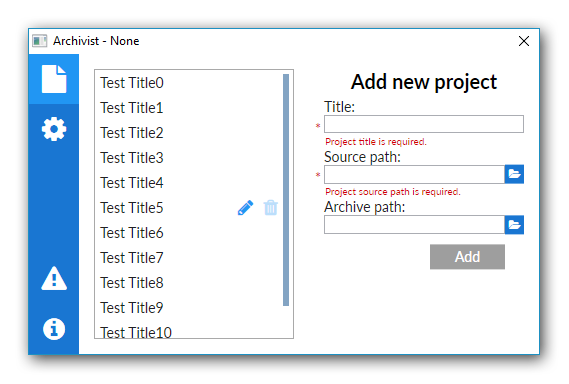 Archivist - None
Test Title0
Test Title1
Test Title2
Test Title3
Test Title4
Test Title5
Test Title6
Test Title7
Test Title8
Test Title9
Test Title10
Add new project
Title:
*
Project title is required.
Source path:
*
Project source path is required.
Archive path:
Add